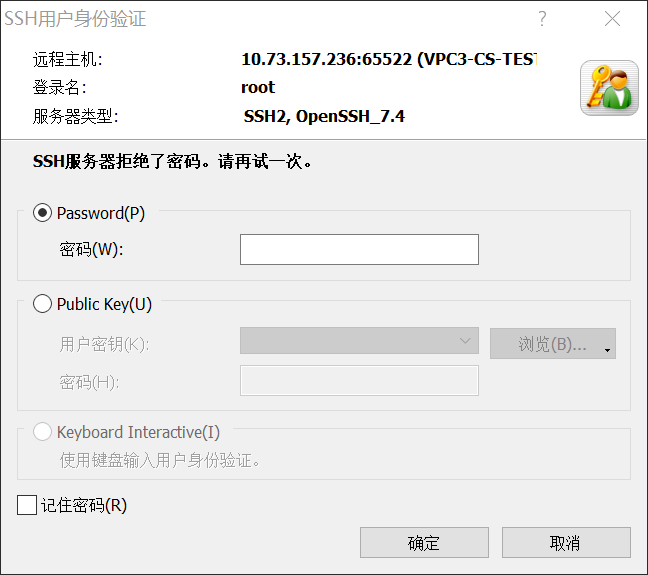 SSH用户身份验证
远程主机: 10.73.157.236:65522 (VPC3-CS-TEST
登录名: root
服务器类型: SSH2, OpenSSH_7.4
SSH服务器拒绝了密码。请再试一次。
Password(P)
密码(W):
Public Key(U)
用户密钥(K): 浏览(B)...
密码(H):
Keyboard Interactive(I)
使用键盘输入用户身份验证。
记住密码(R)
确定 取消